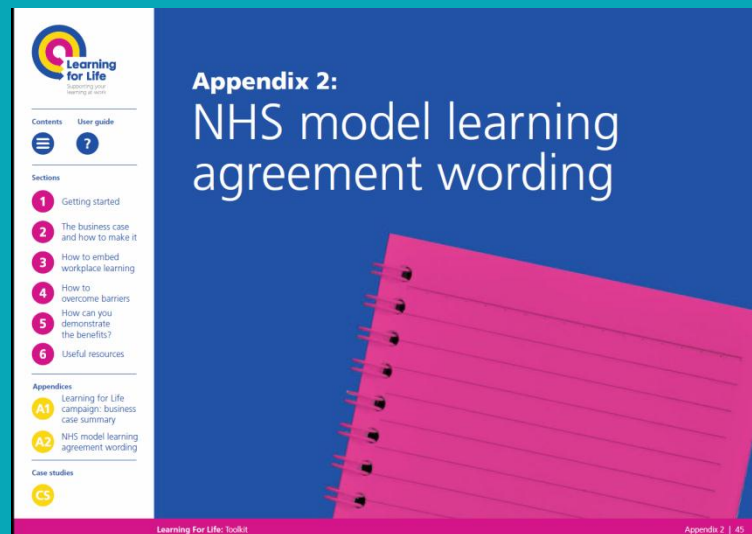 Learning
for Life
Supporting your
learning at work
Contents
User guide
?
Sections
1
Getting started
2
The business case
and how to make it
3
How to embed
workplace learning
4
How to
overcome barriers
5
How can you
demonstrate
the benefits?
6
Useful resources
Appendices
A1
Learning for Life
campaign: business
case summary
A2
NHS model learning
agreement wording
Case studies
CS
Appendix 2:
NHS model learning
agreement wording
Learning For Life: Toolkit
Appendix 2 | 45